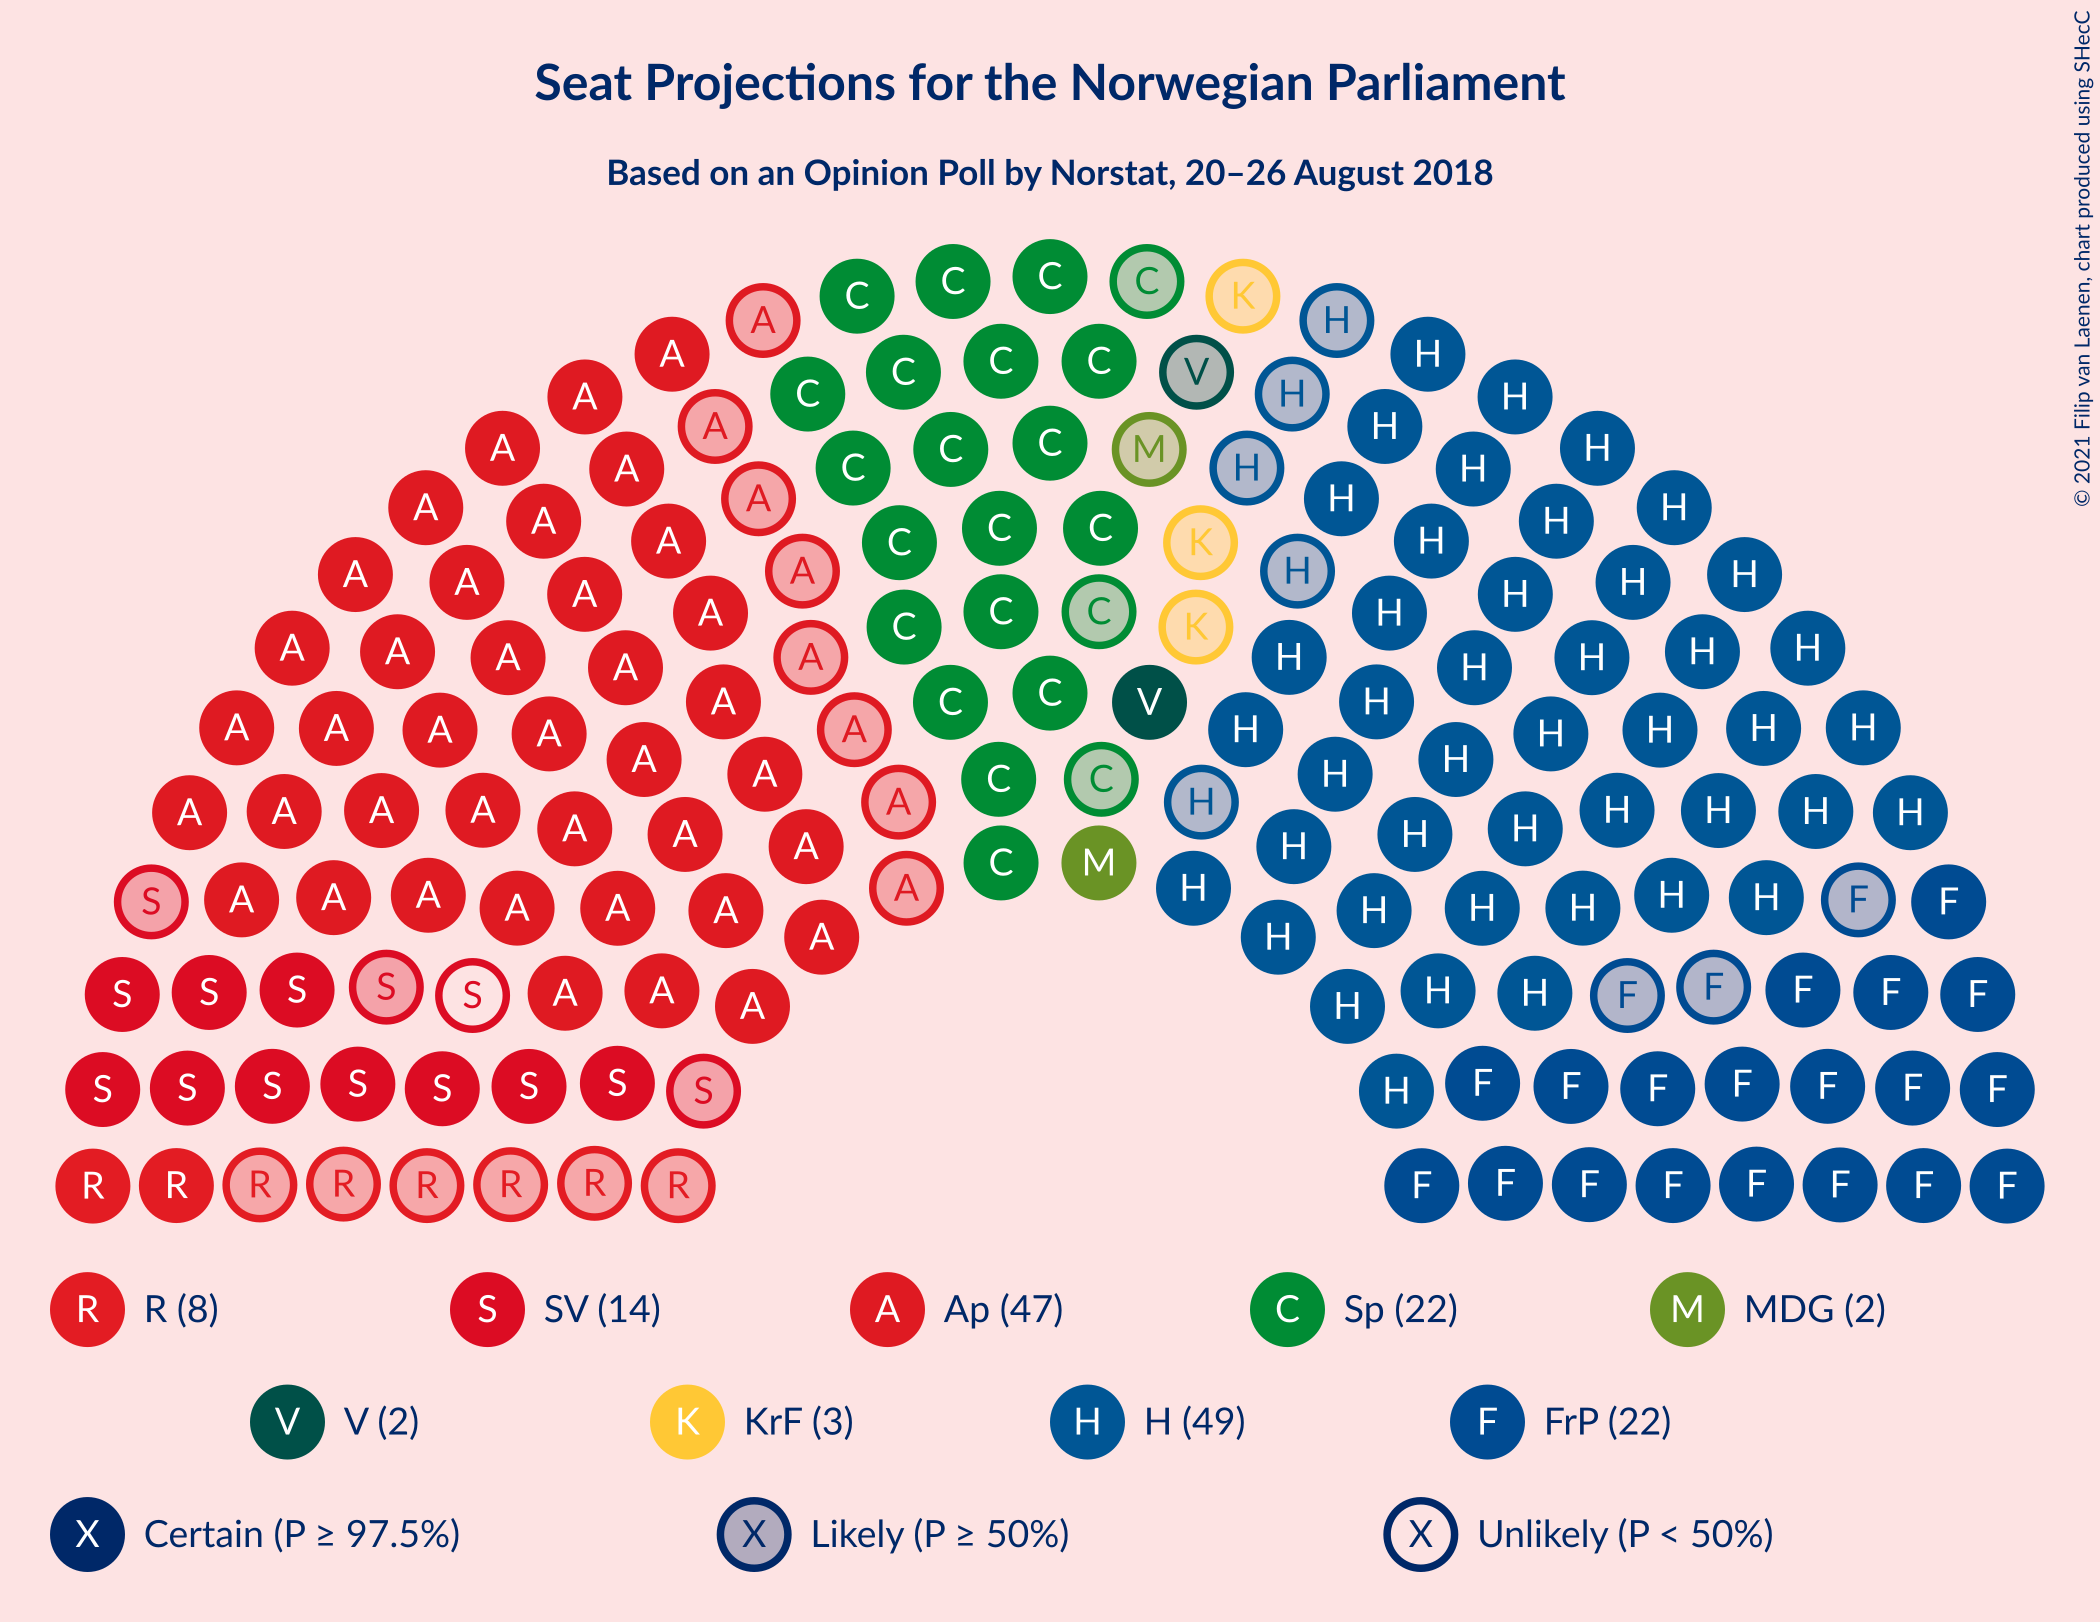 Seat Projections for the Norwegian Parliament
Based on an Opinion Poll by Norstat, 20–26 August 2018
© 2021 Filip van Laenen, chart produced using SHecC
C C C C K
A H
A C C C C V H H
A A C C C M H H H
A A A C C C K H H H
A A A A C C C K H H H H
A A A A A C C V H H H H H
A A A A A A C C H H H H H H
A A A A A A A C M H H H H H H H
S A A A A A A A H H H H H H F F
S S S S S A A A H H H F F F F F
S S S S S S S S H F F F F F F F
R R R R R R R R F F F F F F F F
R R (8) S SV (14) A Ap (47) C Sp (22) M MDG (2)
V V (2) K KrF (3) H H (49) F FrP (22)
X Certain (P ≥ 97.5%) X Likely (P ≥ 50%) X Unlikely (P < 50%)